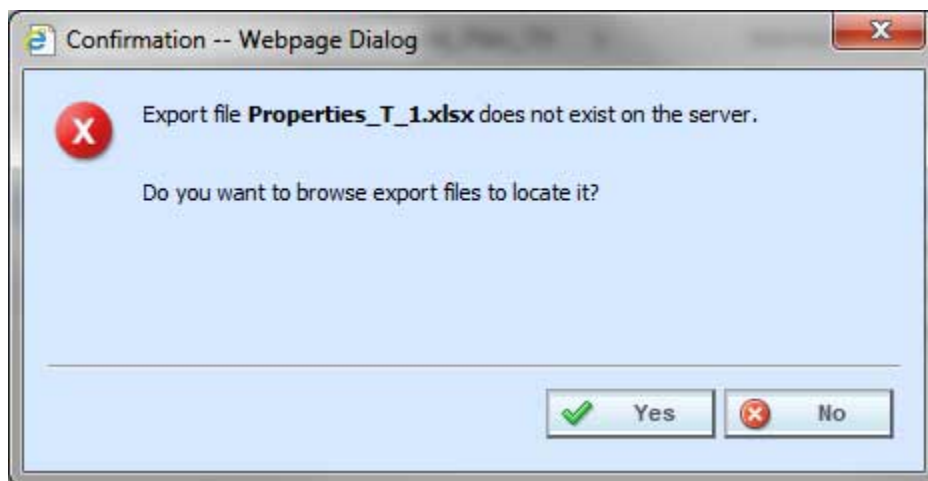 Confirmation -- Webpage Dialog
Export file Properties_T_1.xlsx does not exist on the server.
Do you want to browse export files to locate it?
Yes
No